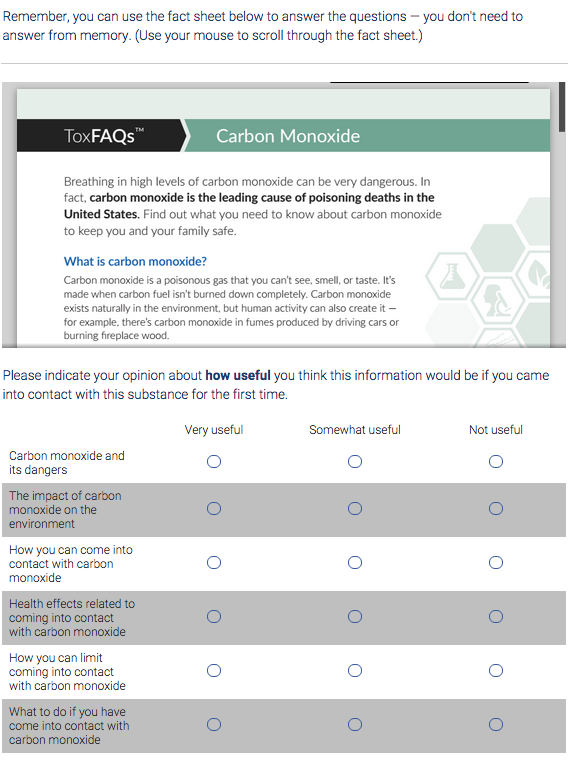 Remember, you can use the fact sheet below to answer the questions — you don't need to
answer from memory. (Use your mouse to scroll through the fact sheet.)
ToxFAQs™
Carbon Monoxide
Breathing in high levels of carbon monoxide can be very dangerous. In
fact, carbon monoxide is the leading cause of poisoning deaths in the
United States. Find out what you need to know about carbon monoxide
to keep you and your family safe.
What is carbon monoxide?
Carbon monoxide is a poisonous gas that you can't see, smell, or taste. It's
made when carbon fuel isn't burned down completely. Carbon monoxide
exists naturally in the environment, but human activity can also create it —
for example, there's carbon monoxide in fumes produced by driving cars or
burning fireplace wood.
Please indicate your opinion about how useful you think this information would be if you came
into contact with this substance for the first time.
Very useful
Somewhat useful
Not useful
Carbon monoxide and
its dangers
The impact of carbon
monoxide on the
environment
How you can come into
contact with carbon
monoxide
Health effects related to
coming into contact
with carbon monoxide
How you can limit
coming into contact
with carbon monoxide
What to do if you have
come into contact with
carbon monoxide